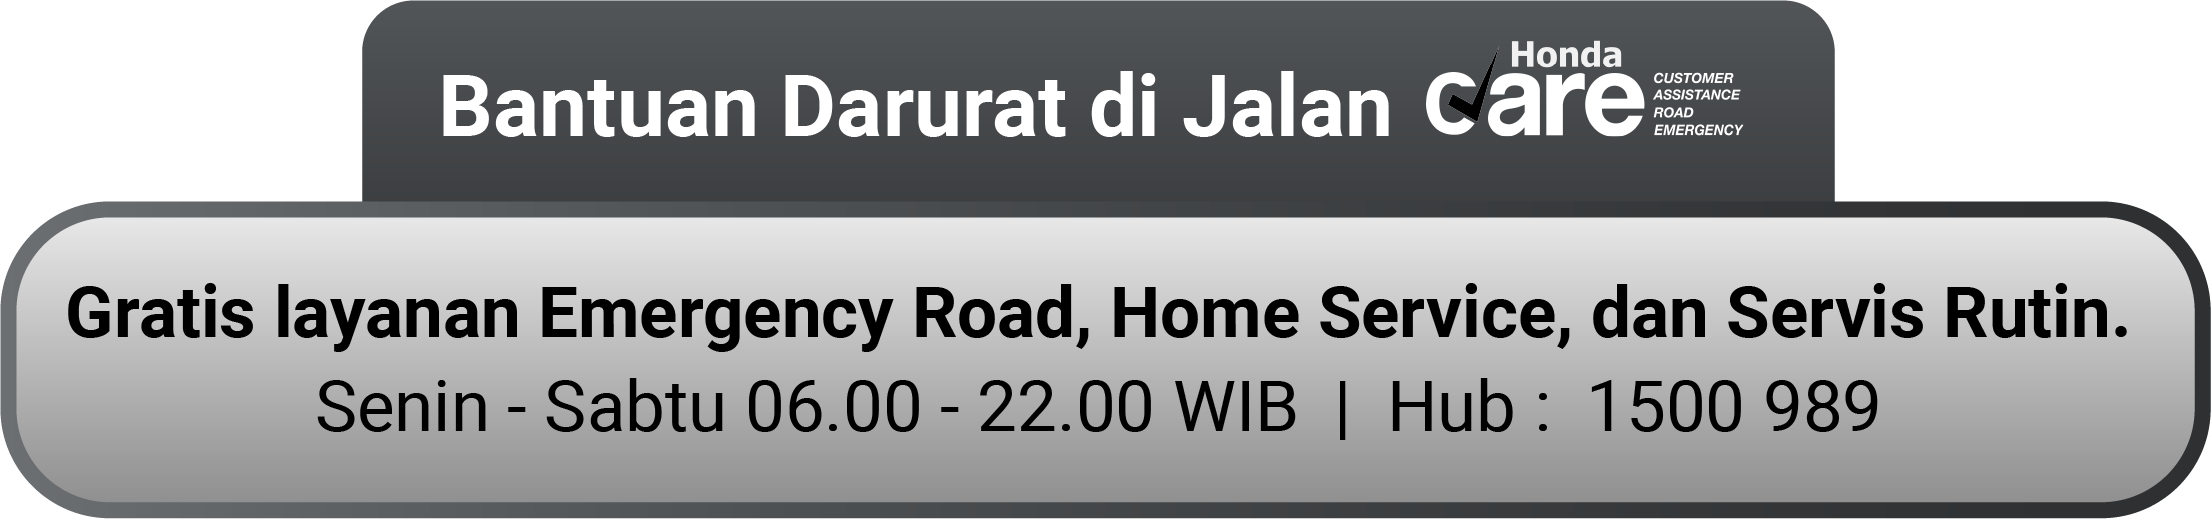 Bantuan Darurat di Jalan
Honda
care
CUSTOMER
ASSISTANCE
ROAD
EMERGENCY
Gratis layanan Emergency Road, Home Service, dan Servis Rutin.
Senin - Sabtu 06.00 - 22.00 WIB | Hub : 1500 989